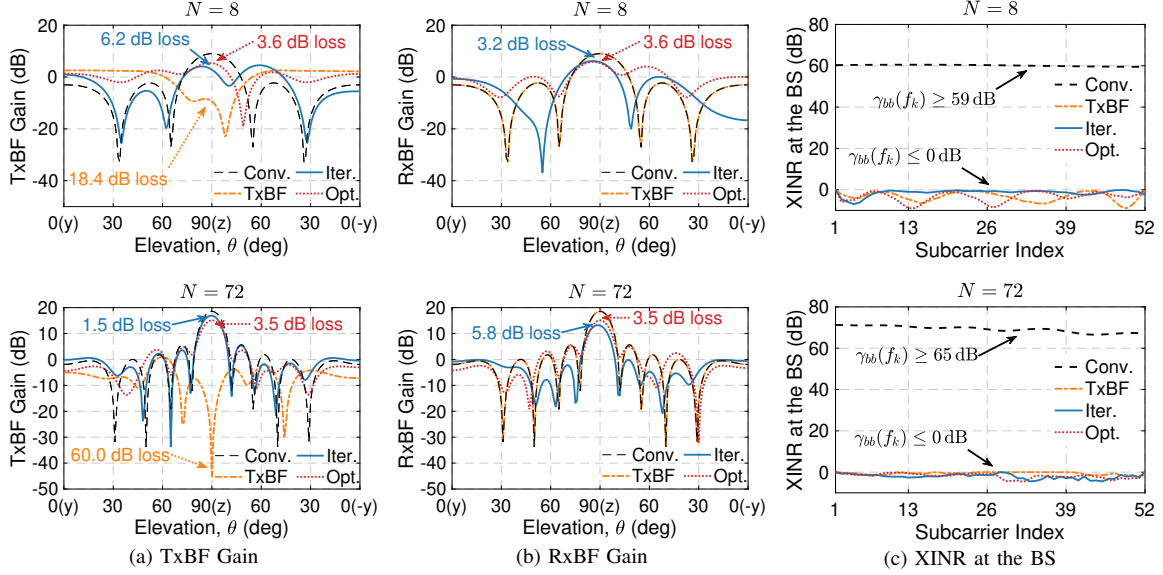 N = 8
20
0
-20
-40
TxBF Gain (dB)
6.2 dB loss
3.6 dB loss
18.4 dB loss
Conv.
Iter.
TxBF
Opt.
0(y) 30 60 90(z) 60 30 0(-y)
Elevation, θ (deg)
N = 8
20
0
-20
-40
RxBF Gain (dB)
3.2 dB loss
3.6 dB loss
Conv.
Iter.
TxBF
Opt.
0(y) 30 60 90(z) 60 30 0(-y)
Elevation, θ (deg)
N = 8
80
60
40
20
0
XINR at the BS (dB)
γbb(fk) ≥ 59 dB
γbb(fk) ≤ 0 dB
Conv.
TxBF
Iter.
Opt.
1 13 26 39 52
Subcarrier Index
N = 72
20
10
0
-10
-20
-30
-40
-50
TxBF Gain (dB)
1.5 dB loss
3.5 dB loss
60.0 dB loss
Conv.
Iter.
TxBF
Opt.
0(y) 30 60 90(z) 60 30 0(-y)
Elevation, θ (deg)
(a) TxBF Gain
N = 72
20
10
0
-10
-20
-30
-40
-50
RxBF Gain (dB)
5.8 dB loss
3.5 dB loss
Conv.
Iter.
TxBF
Opt.
0(y) 30 60 90(z) 60 30 0(-y)
Elevation, θ (deg)
(b) RxBF Gain
N = 72
80
60
40
20
0
XINR at the BS (dB)
γbb(fk) ≥ 65 dB
γbb(fk) ≤ 0 dB
Conv.
TxBF
Iter.
Opt.
1 13 26 39 52
Subcarrier Index
(c) XINR at the BS